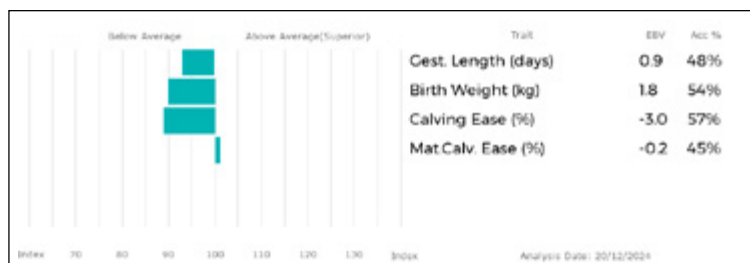 Below Average Above Average(Superior) Trait EBV Acc %
Gest. Length (days) 0.9 48%
Birth Weight (kg) 1.8 54%
Calving Ease (%) -3.0 57%
Mat.Calv. Ease (%) -0.2 45%
Index 70 80 90 100 110 120 130 Index Analysis Date: 20/12/2024